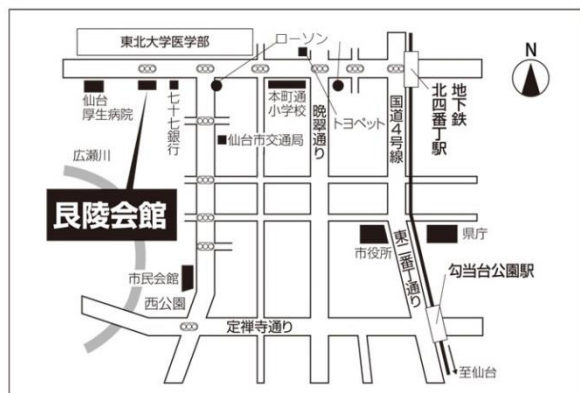 東北大学医学部
ローソン
N
仙台
厚生病院
七十七銀行
本町通
小学校
晩翠通り
トヨペット
国道4号線
地下鉄
北四番丁駅
仙台市交通局
広瀬川
艮陵会館
市役所
県庁
東二番丁通り
勾当台公園駅
市民会館
西公園
定禅寺通り
至仙台